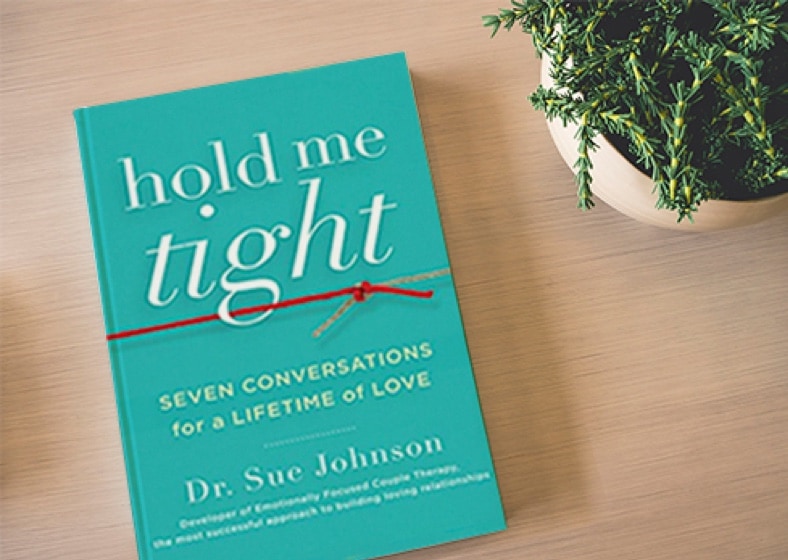 hold me
tight
SEVEN CONVERSATIONS
for a LIFETIME of LOVE
Dr. Sue Johnson
Developer of Emotionally Focused Couple Therapy,
the most successful approach to building loving relationships